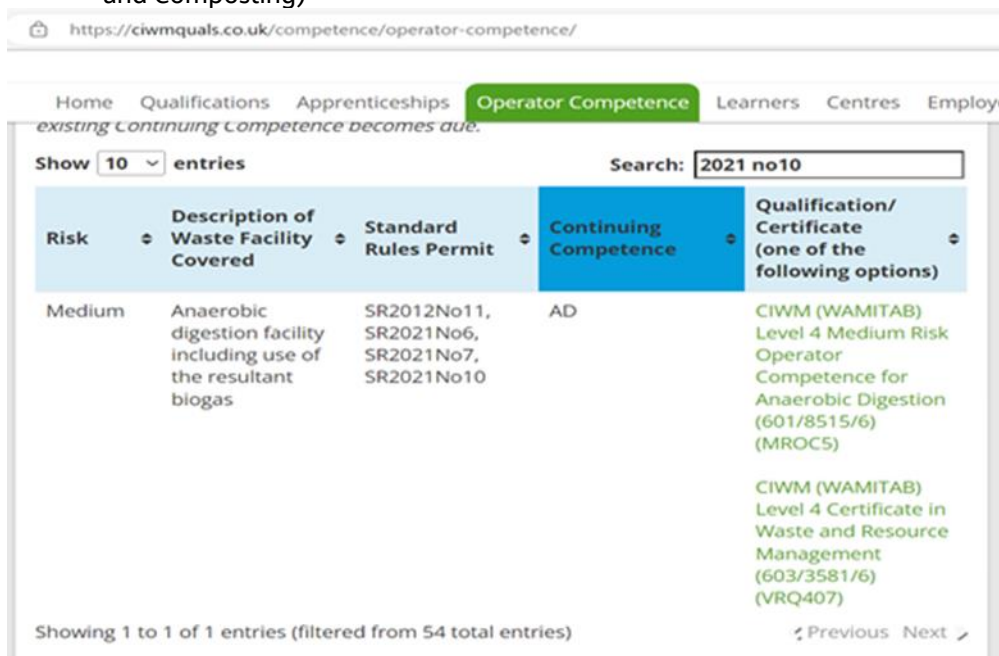 and Composting)
https://ciwmquals.co.uk/competence/operator-competence/
Home Qualifications Apprenticeships Operator Competence Learners Centres Employ
existing Continuing Competence becomes due.
Show 10 entries Search: 2021 no10
Risk
Description of
Waste Facility
Covered
Standard
Rules Permit
Continuing
Competence
Qualification/
Certificate
(one of the
following options)
Medium
Anaerobic
digestion facility
including use of
the resultant
biogas
SR2012No11,
SR2021No6,
SR2021No7,
SR2021No10
AD
CIWM (WAMITAB)
Level 4 Medium Risk
Operator
Competence for
Anaerobic Digestion
(601/8515/6)
(MROC5)
CIWM (WAMITAB)
Level 4 Certificate in
Waste and Resource
Management
(603/3581/6)
(VRQ407)
Showing 1 to 1 of 1 entries (filtered from 54 total entries) Previous Next